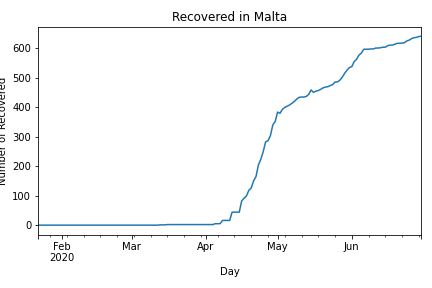 Recovered in Malta
Number of Recovered
600
500
400
300
200
100
0
Feb
2020
Mar
Apr
May
Jun
Day